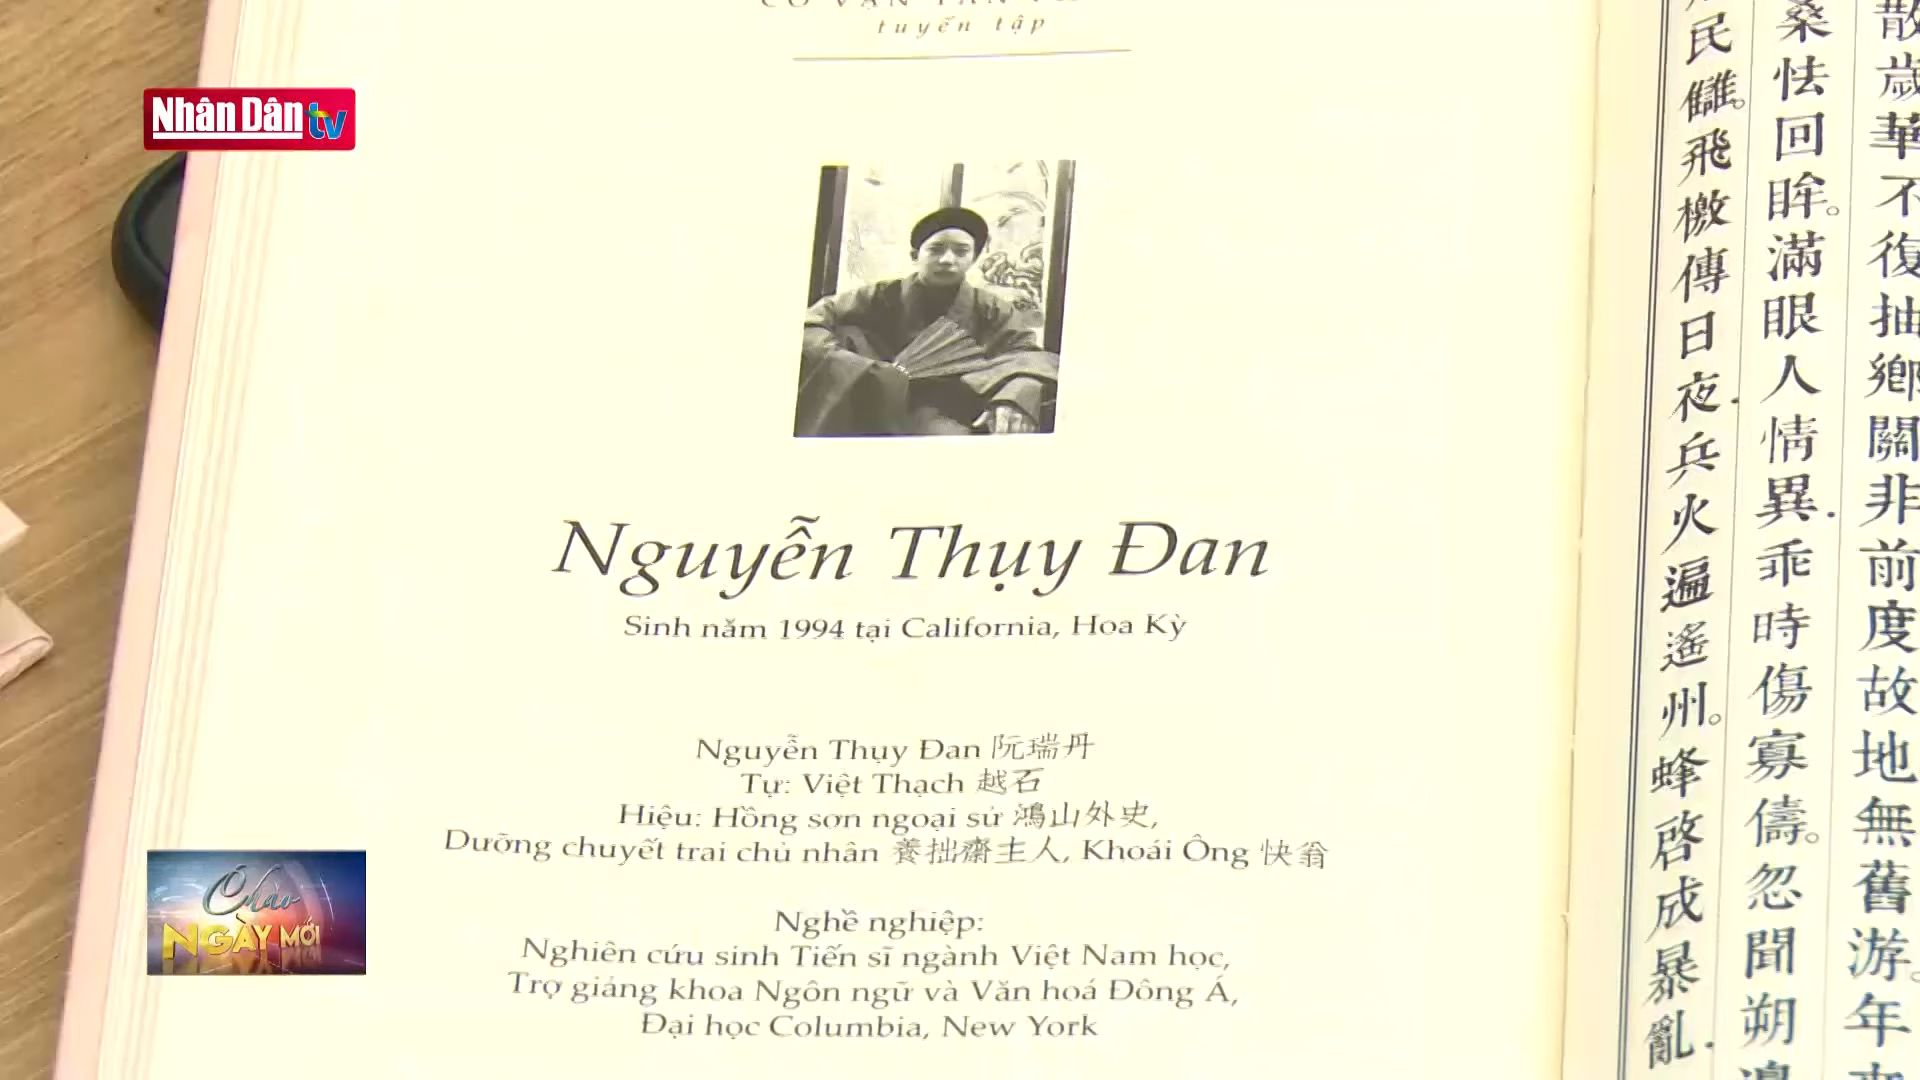 tuyển tập
Nhân Dân tv
Nguyễn Thụy Đan
Sinh năm 1994 tại California, Hoa Kỳ
Nguyễn Thụy Đan 阮瑞丹
Tự: Việt Thạch 越石
Hiệu: Hồng sơn ngoại sử 鴻山外史,
Dưỡng chuyết trai chủ nhân 養拙齋主人, Khoái Ông 快翁
Nghề nghiệp:
Nghiên cứu sinh Tiến sĩ ngành Việt Nam học,
Trợ giảng khoa Ngôn ngữ và Văn hoá Đông Á,
Đại học Columbia, New York
Chào
NGÀY MỚI
散歲華不復抽鄉關非前度故地無舊游。年
桑怯回眸。滿眼人情異.乖時傷寡儔。忽聞朔邊
民讎。飛檄傳日夜.兵火遍遙州。蜂啓成暴亂.